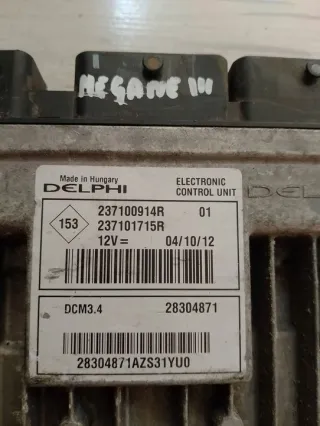 MEGANE III
Made in Hungary
DELPHI
ELECTRONIC
CONTROL UNIT
DELPHI
153
237100914R 01
237101715R
12V= 04/10/12
DCM3.4 28304871
28304871AZS31YU0